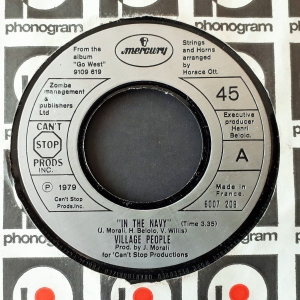 phonogram
phonogram
From the
album
"Go West"
9109 619
mercury
Strings and
Horns
arranged
by
Horace Ott.
Zomba
management
&
publishers
Ltd
45
Executive
producer
Henri
Belolo.
CAN'T
STOP
PRODS
INC.
A
℗ 1979
Can't Stop
Prods.Inc.
Made in
France.
6007 206
"IN THE NAVY" (Time 3.35)
(J. Morali, H. Belolo, V. Willis)
VILLAGE PEOPLE
Prod. by J. Morali
for 'Can't Stop Productions
phonogram
phonogram